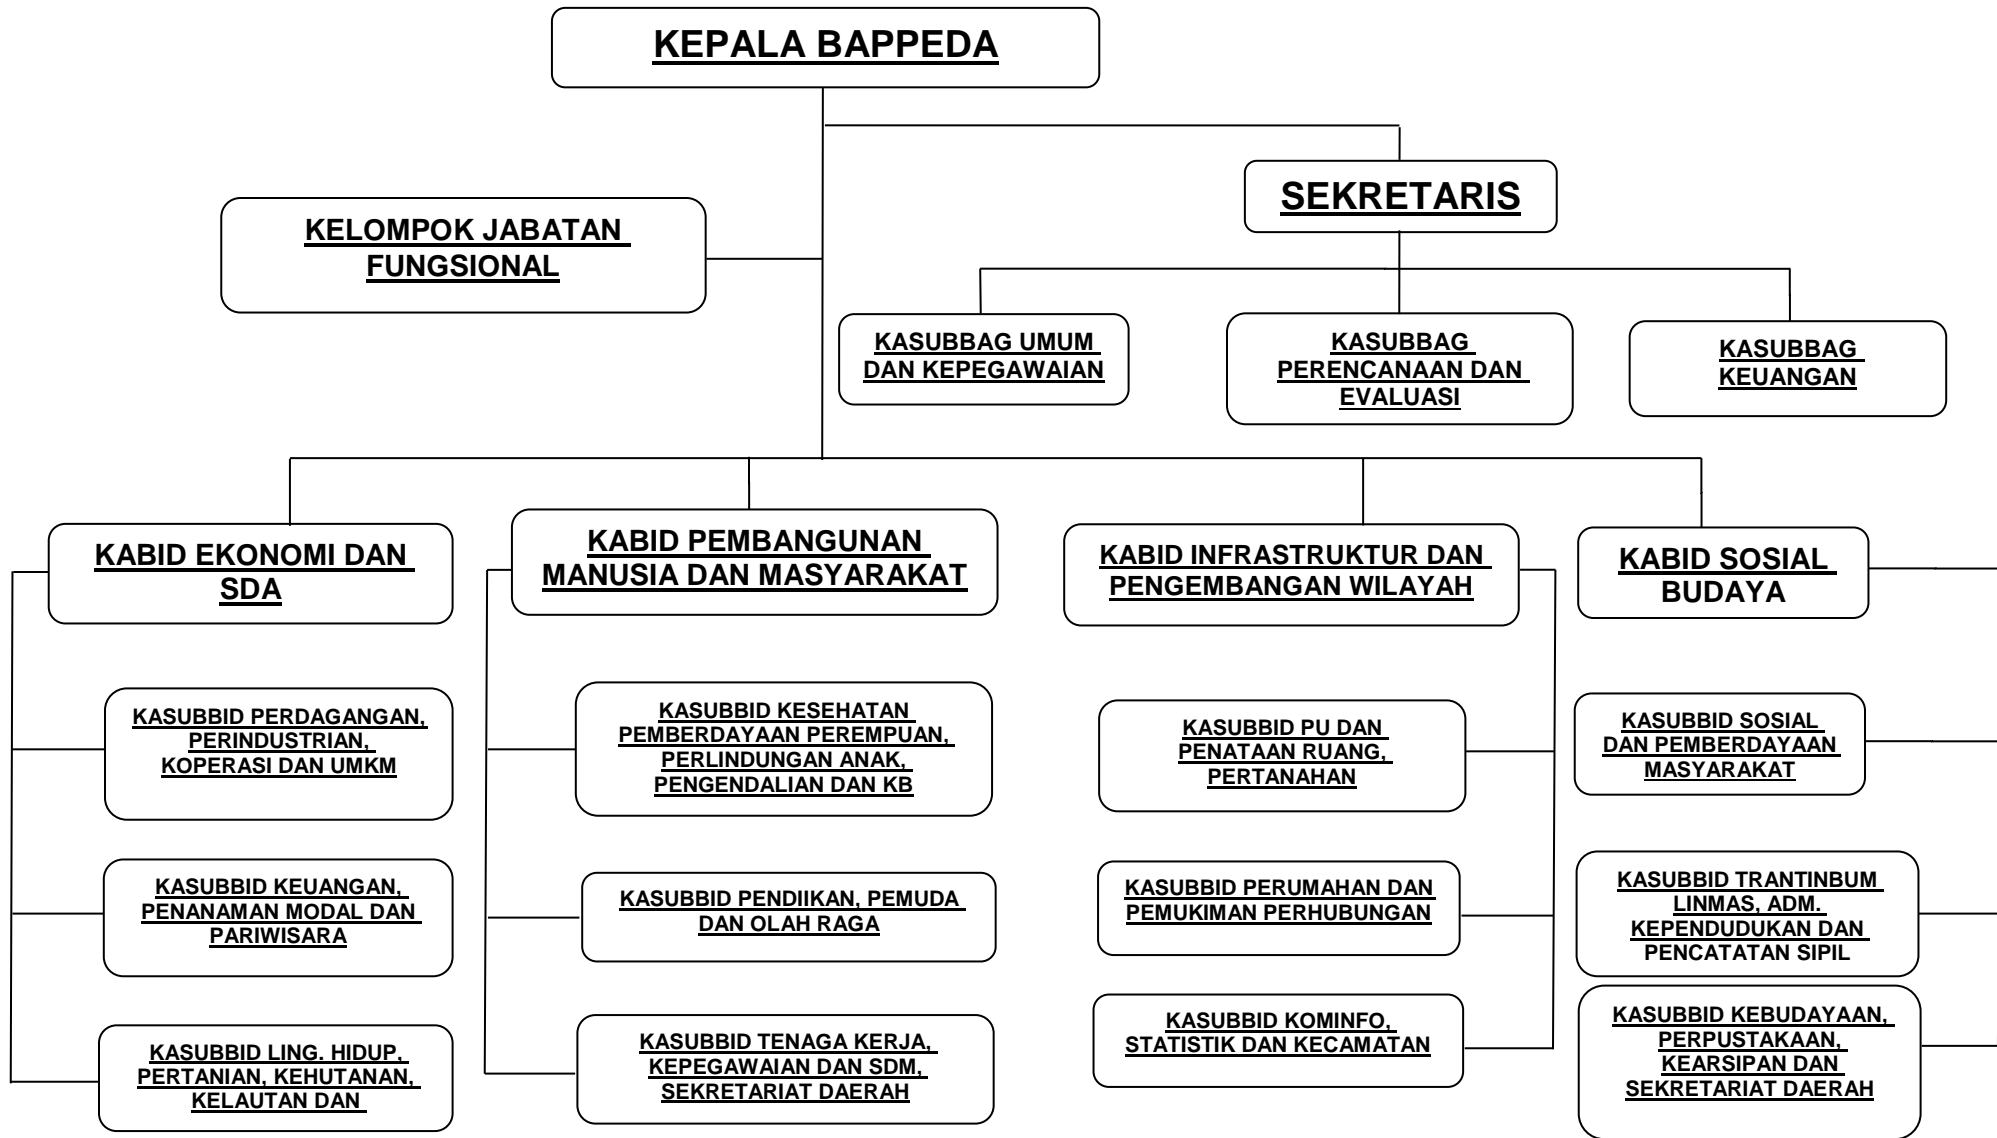 KEPALA BAPPEDA
SEKRETARIS
KELOMPOK JABATAN
FUNGSIONAL
KASUBBAG UMUM
DAN KEPEGAWAIAN
KASUBBAG
PERENCANAAN DAN
EVALUASI
KASUBBAG
KEUANGAN
KABID EKONOMI DAN
SDA
KABID PEMBANGUNAN
MANUSIA DAN MASYARAKAT
KABID INFRASTRUKTUR DAN
PENGEMBANGAN WILAYAH
KABID SOSIAL
BUDAYA
KASUBBID PERDAGANGAN,
PERINDUSTRIAN,
KOPERASI DAN UMKM
KASUBBID KESEHATAN
PEMBERDAYAAN PEREMPUAN,
PERLINDUNGAN ANAK,
PENGENDALIAN DAN KB
KASUBBID PU DAN
PENATAAN RUANG,
PERTANAHAN
KASUBBID SOSIAL
DAN PEMBERDAYAAN
MASYARAKAT
KASUBBID KEUANGAN,
PENANAMAN MODAL DAN
PARIWISARA
KASUBBID PENDIIKAN, PEMUDA
DAN OLAH RAGA
KASUBBID PERUMAHAN DAN
PEMUKIMAN PERHUBUNGAN
KASUBBID TRANTINBUM
LINMAS, ADM.
KEPENDUDUKAN DAN
PENCATATAN SIPIL
KASUBBID LING. HIDUP,
PERTANIAN, KEHUTANAN,
KELAUTAN DAN
KASUBBID TENAGA KERJA,
KEPEGAWAIAN DAN SDM,
SEKRETARIAT DAERAH
KASUBBID KOMINFO,
STATISTIK DAN KECAMATAN
KASUBBID KEBUDAYAAN,
PERPUSTAKAAN,
KEARSIPAN DAN
SEKRETARIAT DAERAH